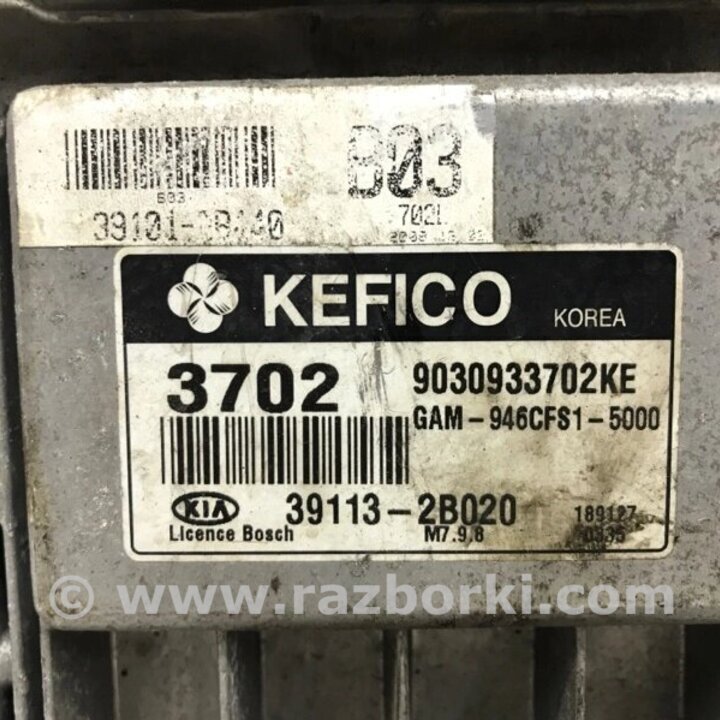 B03
B03
702L
KEFICO
KOREA
3702
9030933702KE
GAM-946CFS1-5000
KIA
39113-2B020
189127
Licence Bosch
M7.9.8
© www.razborki.com